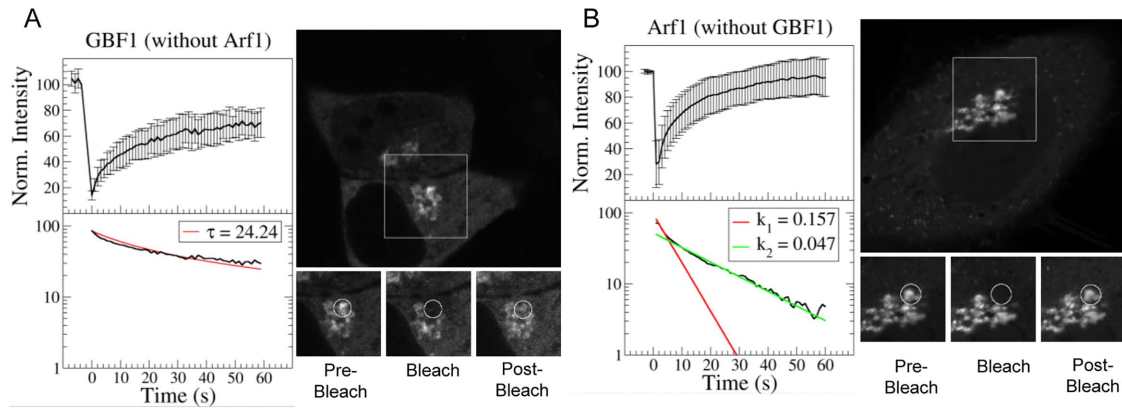 A
GBF1 (without Arf1)
Norm. Intensity
100
80
60
40
20
100
10
1
τ = 24.24
0 10 20 30 40 50 60
Time (s)
Pre-
Bleach
Bleach
Post-
Bleach
B
Arf1 (without GBF1)
Norm. Intensity
100
80
60
40
20
100
10
1
k₁ = 0.157
k₂ = 0.047
0 10 20 30 40 50 60
Time (s)
Pre-
Bleach
Bleach
Post-
Bleach